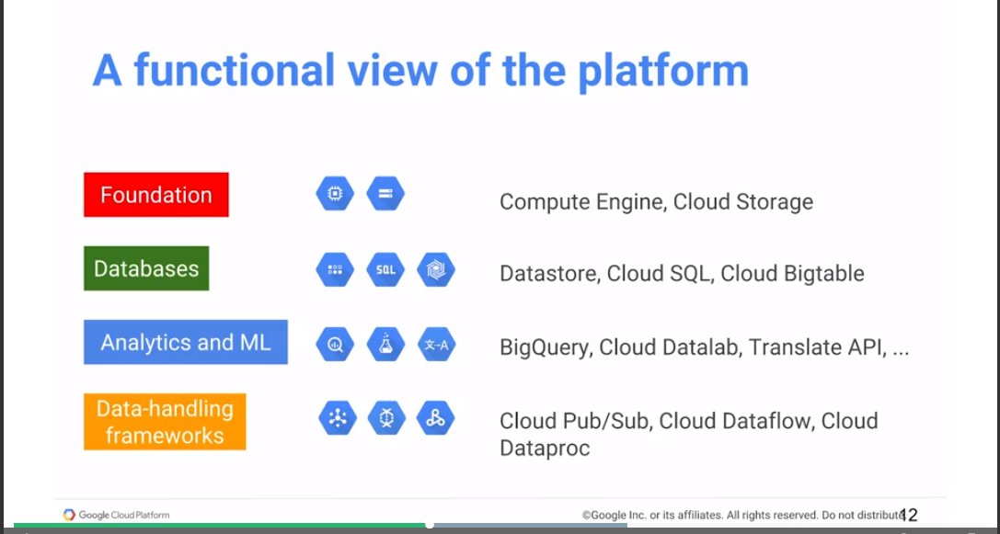 A functional view of the platform
Foundation
Compute Engine, Cloud Storage
Databases
SQL
Datastore, Cloud SQL, Cloud Bigtable
Analytics and ML
文→A
BigQuery, Cloud Datalab, Translate API, ...
Data-handling
frameworks
Cloud Pub/Sub, Cloud Dataflow, Cloud
Dataproc
Google Cloud Platform
©Google Inc. or its affiliates. All rights reserved. Do not distribute
12